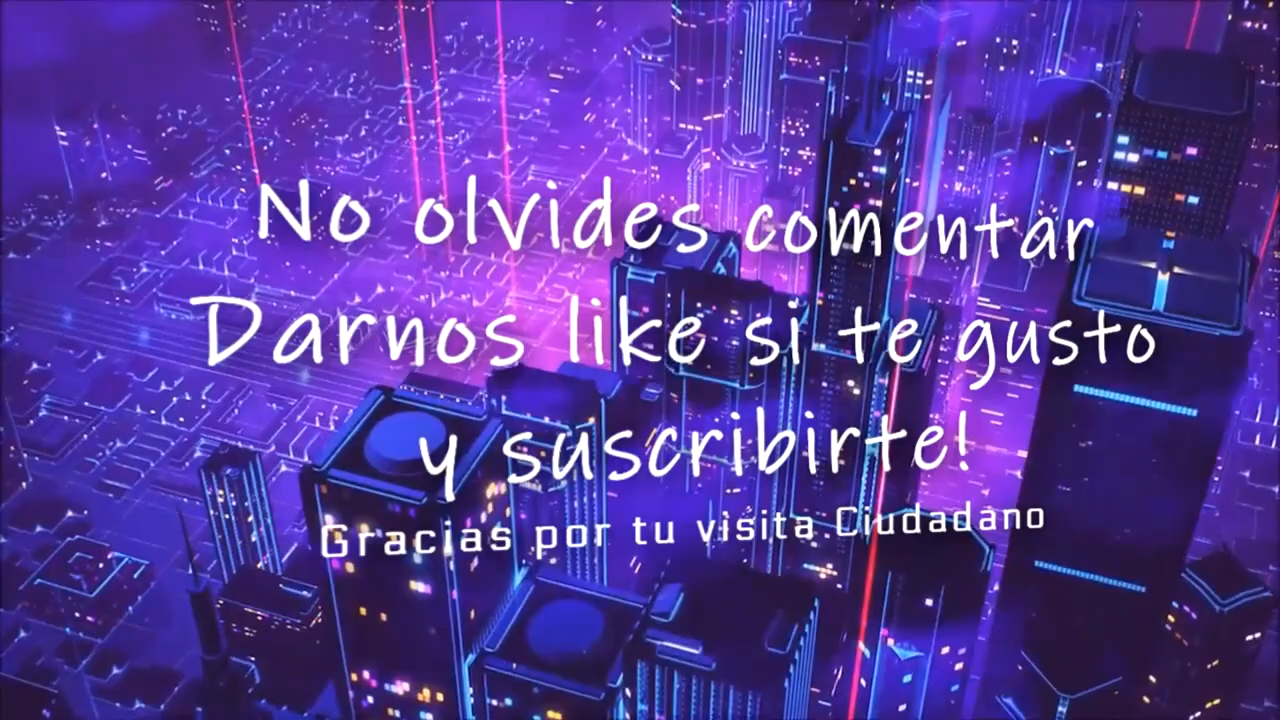 No olvides comentar
Darnos like si te gusto
y suscribirte!
Gracias por tu visita Ciudadano